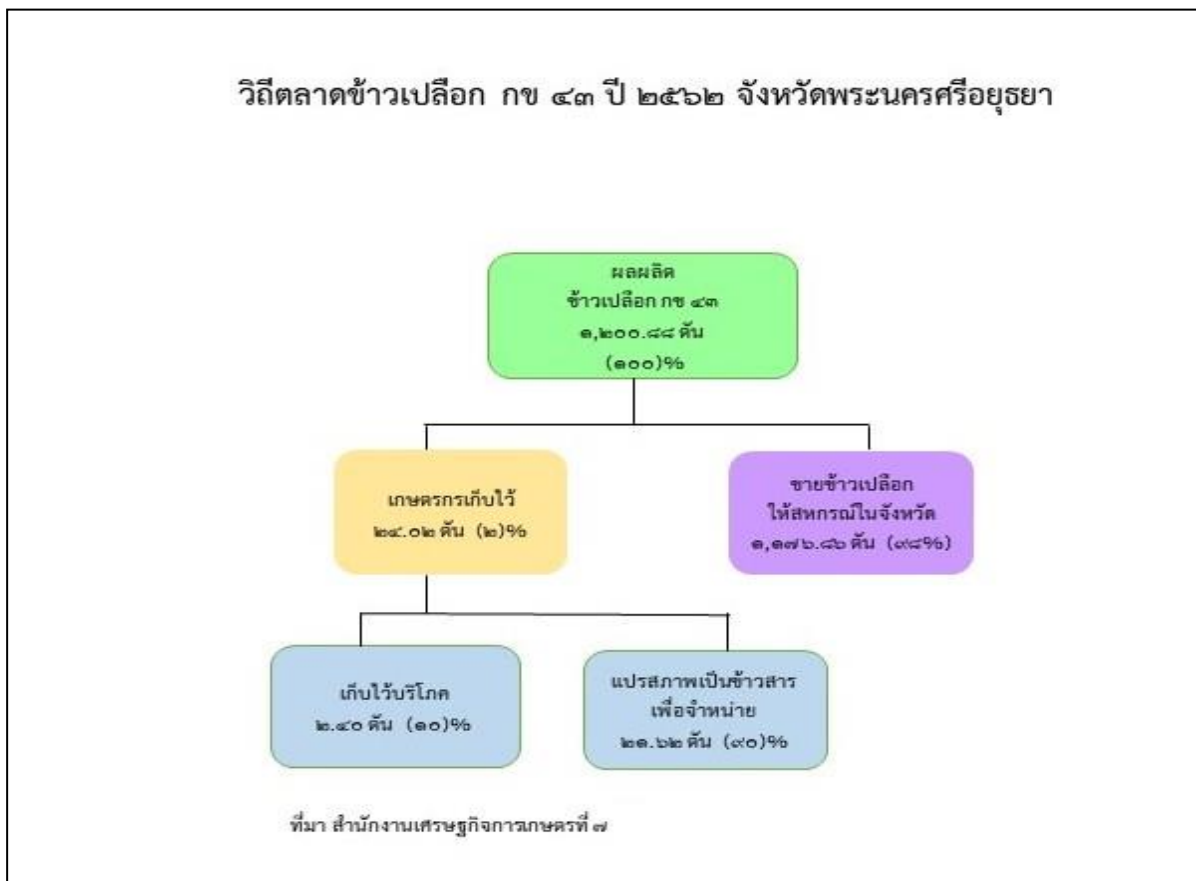 วิถีตลาดข้าวเปลือก กข ๔๓ ปี ๒๕๖๒ จังหวัดพระนครศรีอยุธยา
ผลผลิต
ข้าวเปลือก กข ๔๓
๑,๒๐๐.๘๘ ตัน
(๑๐๐)%
เกษตรกรเก็บไว้
๒๔.๐๒ ตัน (๒)%
ขายข้าวเปลือก
ให้สหกรณ์ในจังหวัด
๑,๑๗๖.๘๖ ตัน (๙๘%)
เก็บไว้บริโภค
๒.๔๐ ตัน (๑๐)%
แปรสภาพเป็นข้าวสาร
เพื่อจำหน่าย
๒๑.๖๒ ตัน (๙๐)%
ที่มา สำนักงานเศรษฐกิจการเกษตรที่ ๗